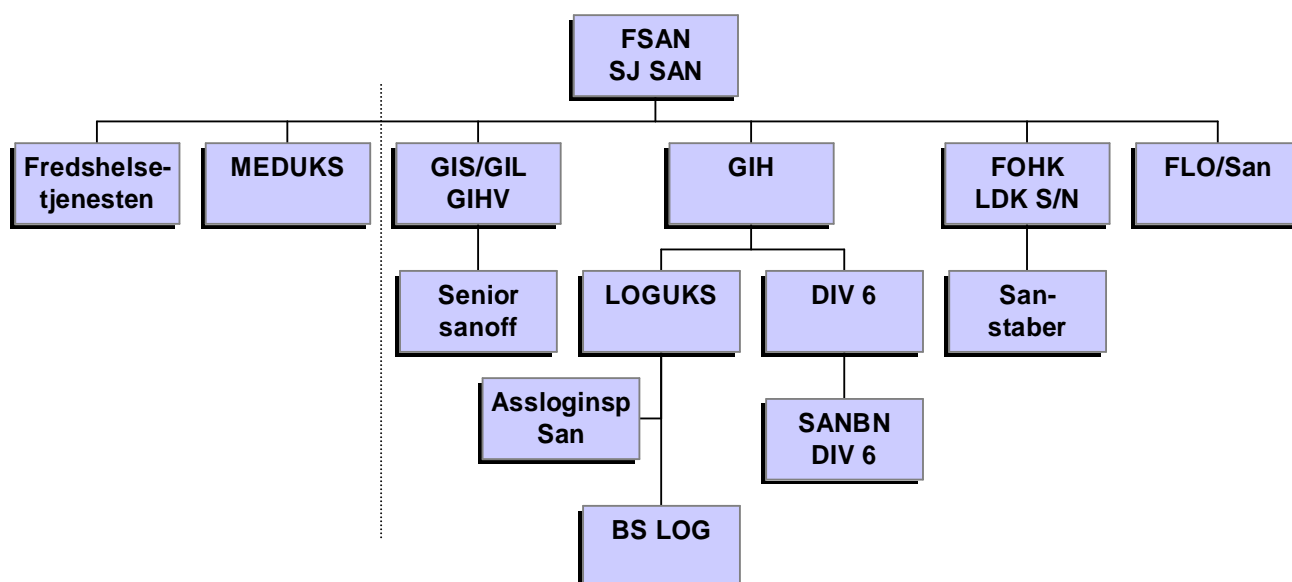 FSAN
SJ SAN
Fredshelse-
tjenesten
MEDUKS
GIS/GIL
GIHV
GIH
FOHK
LDK S/N
FLO/San
Senior
sanoff
LOGUKS
DIV 6
San-
staber
Assloginsp
San
SANBN
DIV 6
BS LOG